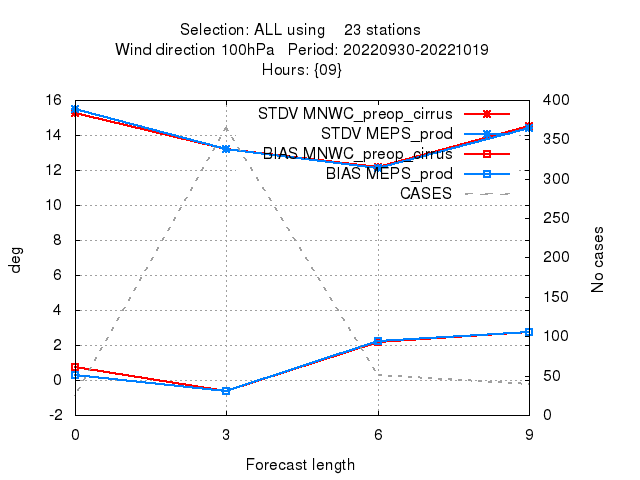 Selection: ALL using 23 stations
Wind direction 100hPa Period: 20220930-20221019
Hours: {09}
STDV MNWC_preop_cirrus
STDV MEPS_prod
BIAS MNWC_preop_cirrus
BIAS MEPS_prod
CASES
16
14
12
10
8
6
4
2
0
-2
deg
400
350
300
250
200
150
100
50
0
No cases
0
3
6
9
Forecast length